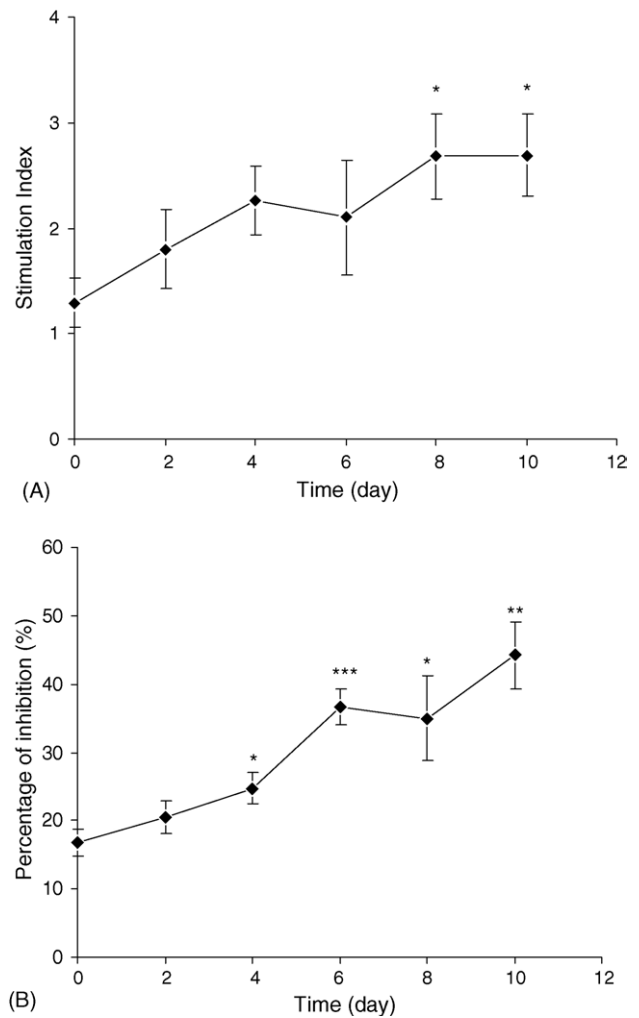 4
3
2
1
0
Stimulation Index
* *
0 2 4 6 8 10 12
Time (day)
(A)
60
50
40
30
20
10
0
Percentage of inhibition (%)
* *** * **
0 2 4 6 8 10 12
Time (day)
(B)